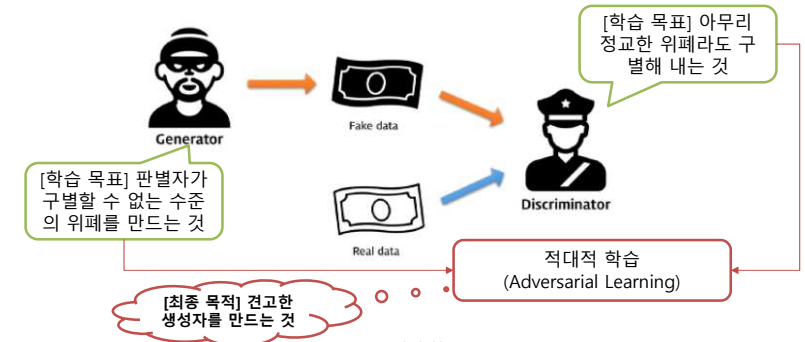 [학습 목표] 아무리
정교한 위폐라도 구
별해 내는 것
Generator
Fake data
[학습 목표] 판별자가
구별할 수 없는 수준
의 위폐를 만드는 것
Discriminator
Real data
적대적 학습
(Adversarial Learning)
[최종 목적] 견고한
생성자를 만드는 것